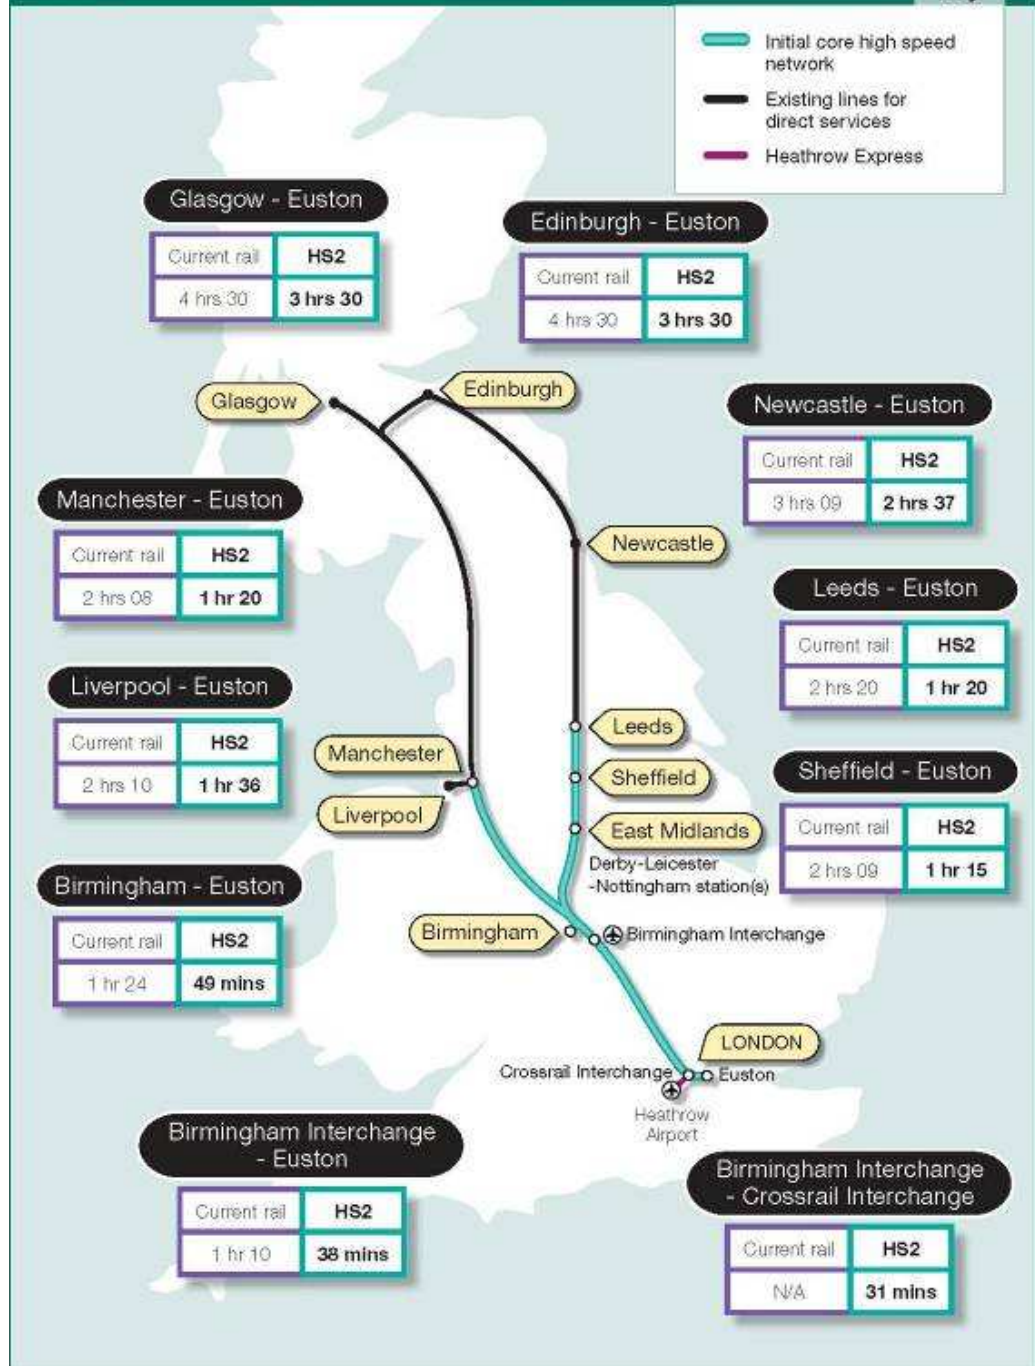 Initial core high speed
network
Existing lines for
direct services
Heathrow Express
Glasgow - Euston
Current rail HS2
4 hrs 30 3 hrs 30
Edinburgh - Euston
Current rail HS2
4 hrs 30 3 hrs 30
Glasgow
Edinburgh
Newcastle - Euston
Current rail HS2
3 hrs 09 2 hrs 37
Manchester - Euston
Current rail HS2
2 hrs 08 1 hr 20
Newcastle
Leeds - Euston
Current rail HS2
2 hrs 20 1 hr 20
Liverpool - Euston
Current rail HS2
2 hrs 10 1 hr 36
Manchester
Liverpool
Leeds
Sheffield
East Midlands
Derby-Leicester
-Nottingham station(s)
Sheffield - Euston
Current rail HS2
2 hrs 09 1 hr 15
Birmingham - Euston
Current rail HS2
1 hr 24 49 mins
Birmingham
Birmingham Interchange
LONDON
Crossrail Interchange
Euston
Heathrow
Airport
Birmingham Interchange
- Euston
Current rail HS2
1 hr 10 38 mins
Birmingham Interchange
- Crossrail Interchange
Current rail HS2
N/A 31 mins